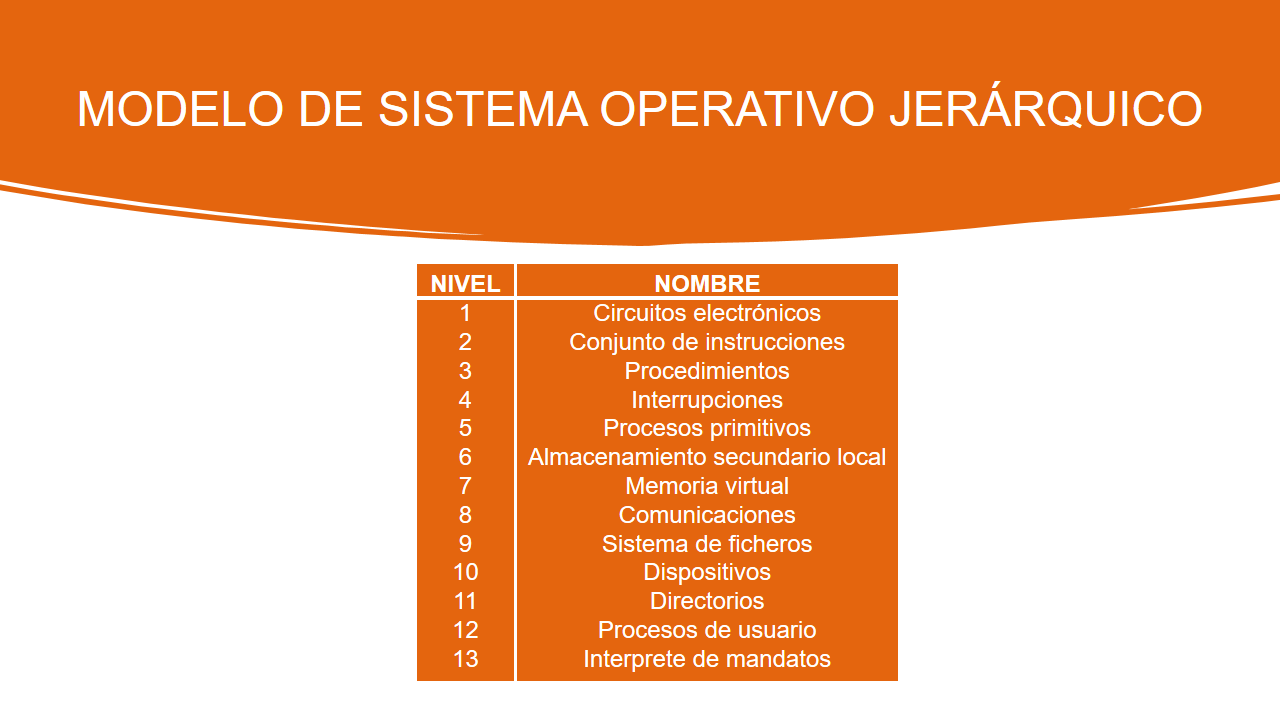 MODELO DE SISTEMA OPERATIVO JERÁRQUICO
NIVEL NOMBRE
1 Circuitos electrónicos
2 Conjunto de instrucciones
3 Procedimientos
4 Interrupciones
5 Procesos primitivos
6 Almacenamiento secundario local
7 Memoria virtual
8 Comunicaciones
9 Sistema de ficheros
10 Dispositivos
11 Directorios
12 Procesos de usuario
13 Interprete de mandatos